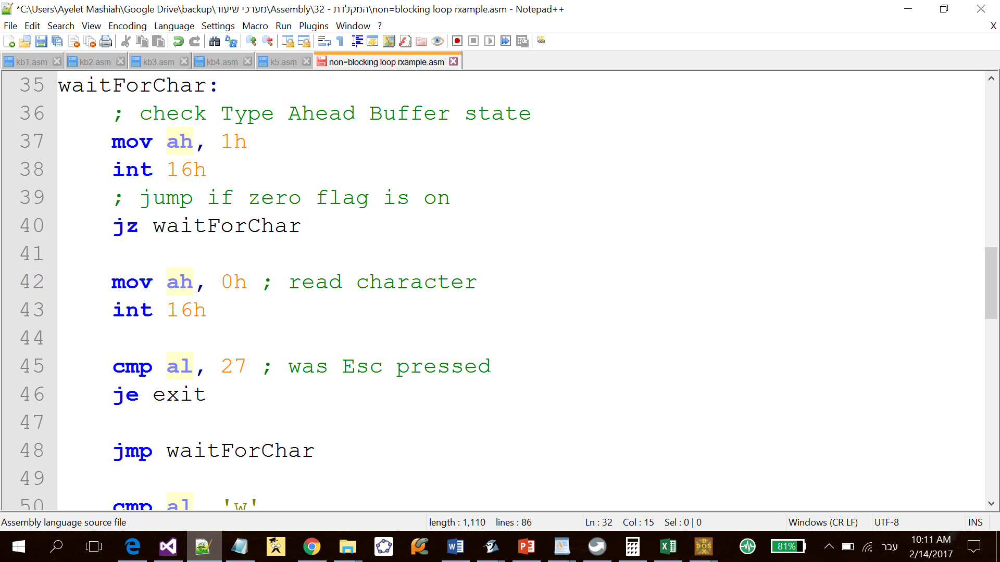 *C:\Users\Ayelet Mashiah\Google Drive\backup\מערכי שיעור\Assembly\32 - המקלדת\non=blocking loop rxample.asm - Notepad++
File Edit Search View Encoding Language Settings Macro Run Plugins Window ? X
kb1.asm kb2.asm kb3.asm kb4.asm k5.asm non=blocking loop rxample.asm
35 waitForChar:
36 ; check Type Ahead Buffer state
37 mov ah, 1h
38 int 16h
39 ; jump if zero flag is on
40 jz waitForChar
41
42 mov ah, 0h ; read character
43 int 16h
44
45 cmp al, 27 ; was Esc pressed
46 je exit
47
48 jmp waitForChar
49
50 cmp al 'w'
Assembly language source file length : 1,110 lines : 86 Ln : 32 Col : 15 Sel : 0 | 0 Windows (CR LF) UTF-8 INS
81% עבר 10:11 AM
2/14/2017